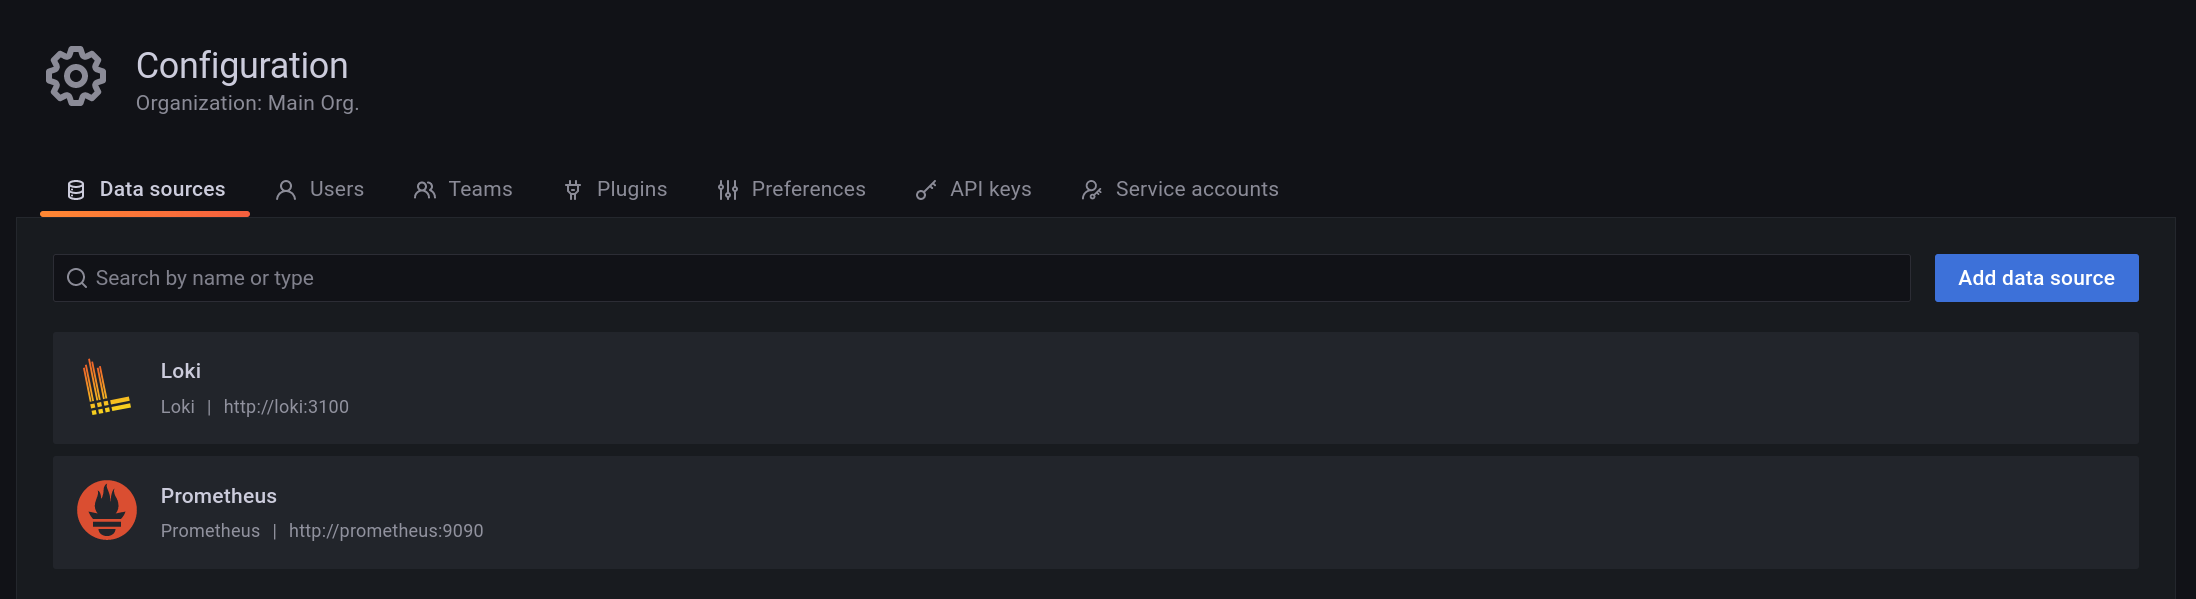 Configuration
Organization: Main Org.
Data sources Users Teams Plugins Preferences API keys Service accounts
Search by name or type Add data source
Loki
Loki | http://loki:3100
Prometheus
Prometheus | http://prometheus:9090